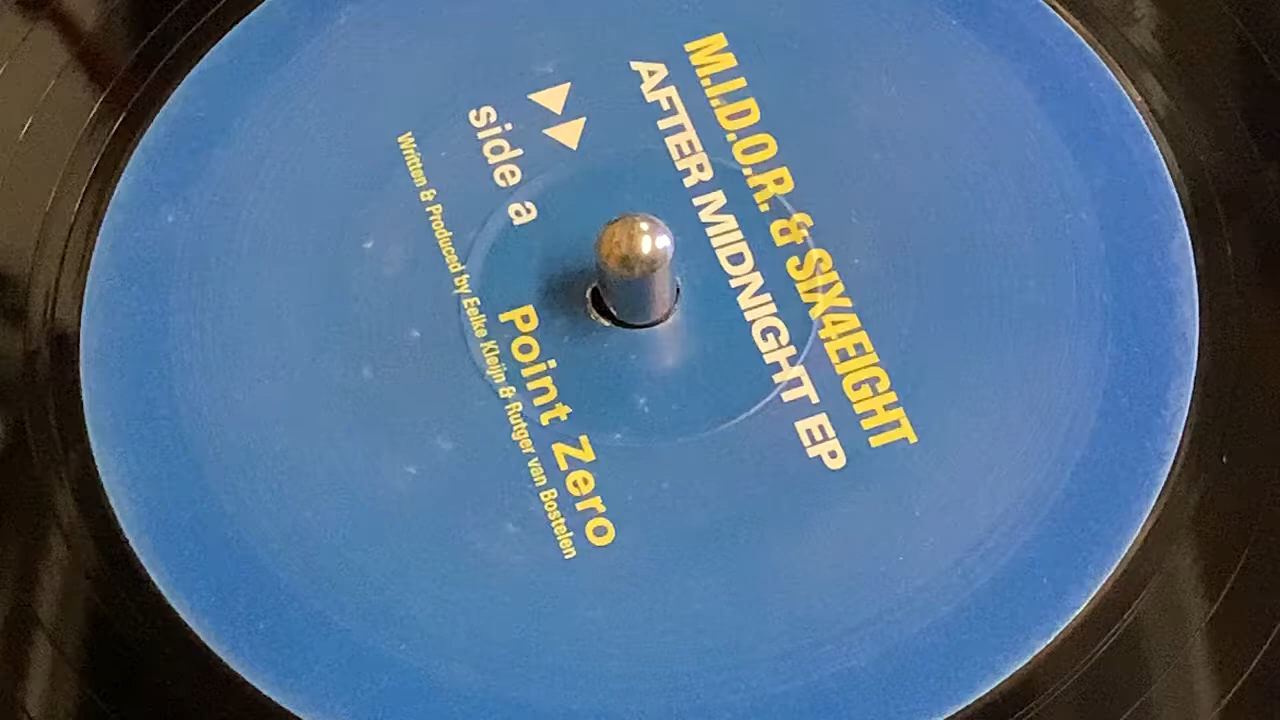 M.I.D.O.R. & SIX4EIGHT
AFTER MIDNIGHT EP
side a
Point Zero
Written & Produced by Eelke Kleijn & Rutger van Bostelen